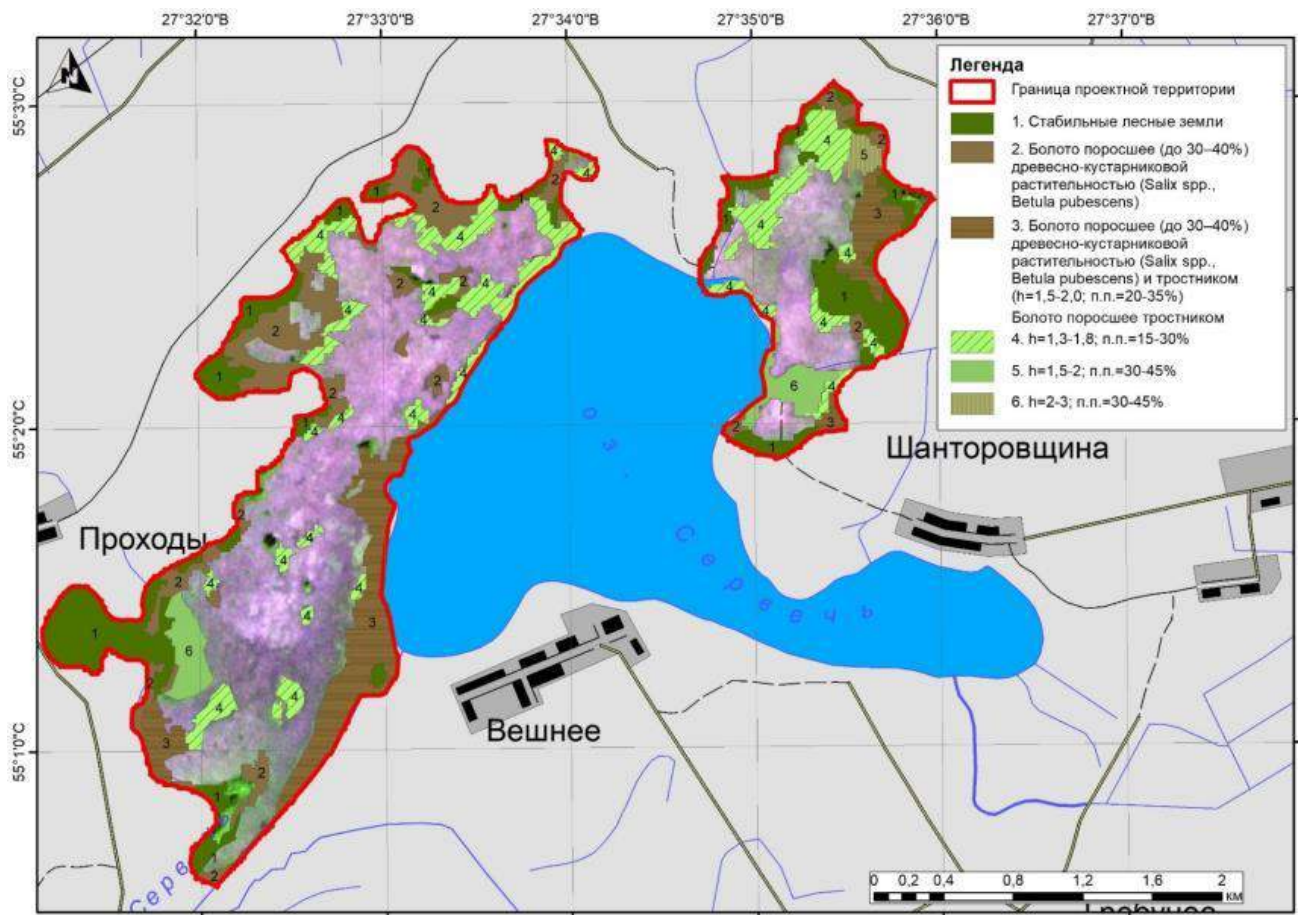 27°32'0"В
27°33'0"В
27°34'0"В
27°35'0"В
27°36'0"В
27°37'0"В
55°3'0"С
55°2'0"С
55°1'0"С
N
Легенда
Граница проектной территории
1. Стабильные лесные земли
2. Болото поросшее (до 30–40%)
древесно-кустарниковой
растительностью (Salix spp.,
Betula pubescens)
3. Болото поросшее (до 30–40%)
древесно-кустарниковой
растительностью (Salix spp.,
Betula pubescens) и тростником
(h=1,5-2,0; п.п.=20-35%)
Болото поросшее тростником
4. h=1,3-1,8; п.п.=15-30%
5. h=1,5-2; п.п.=30-45%
6. h=2-3; п.п.=30-45%
Шанторовщина
Проходы
Вешнее
оз. Сервечь
Серв
0 0,2 0,4 0,8 1,2 1,6 2
км